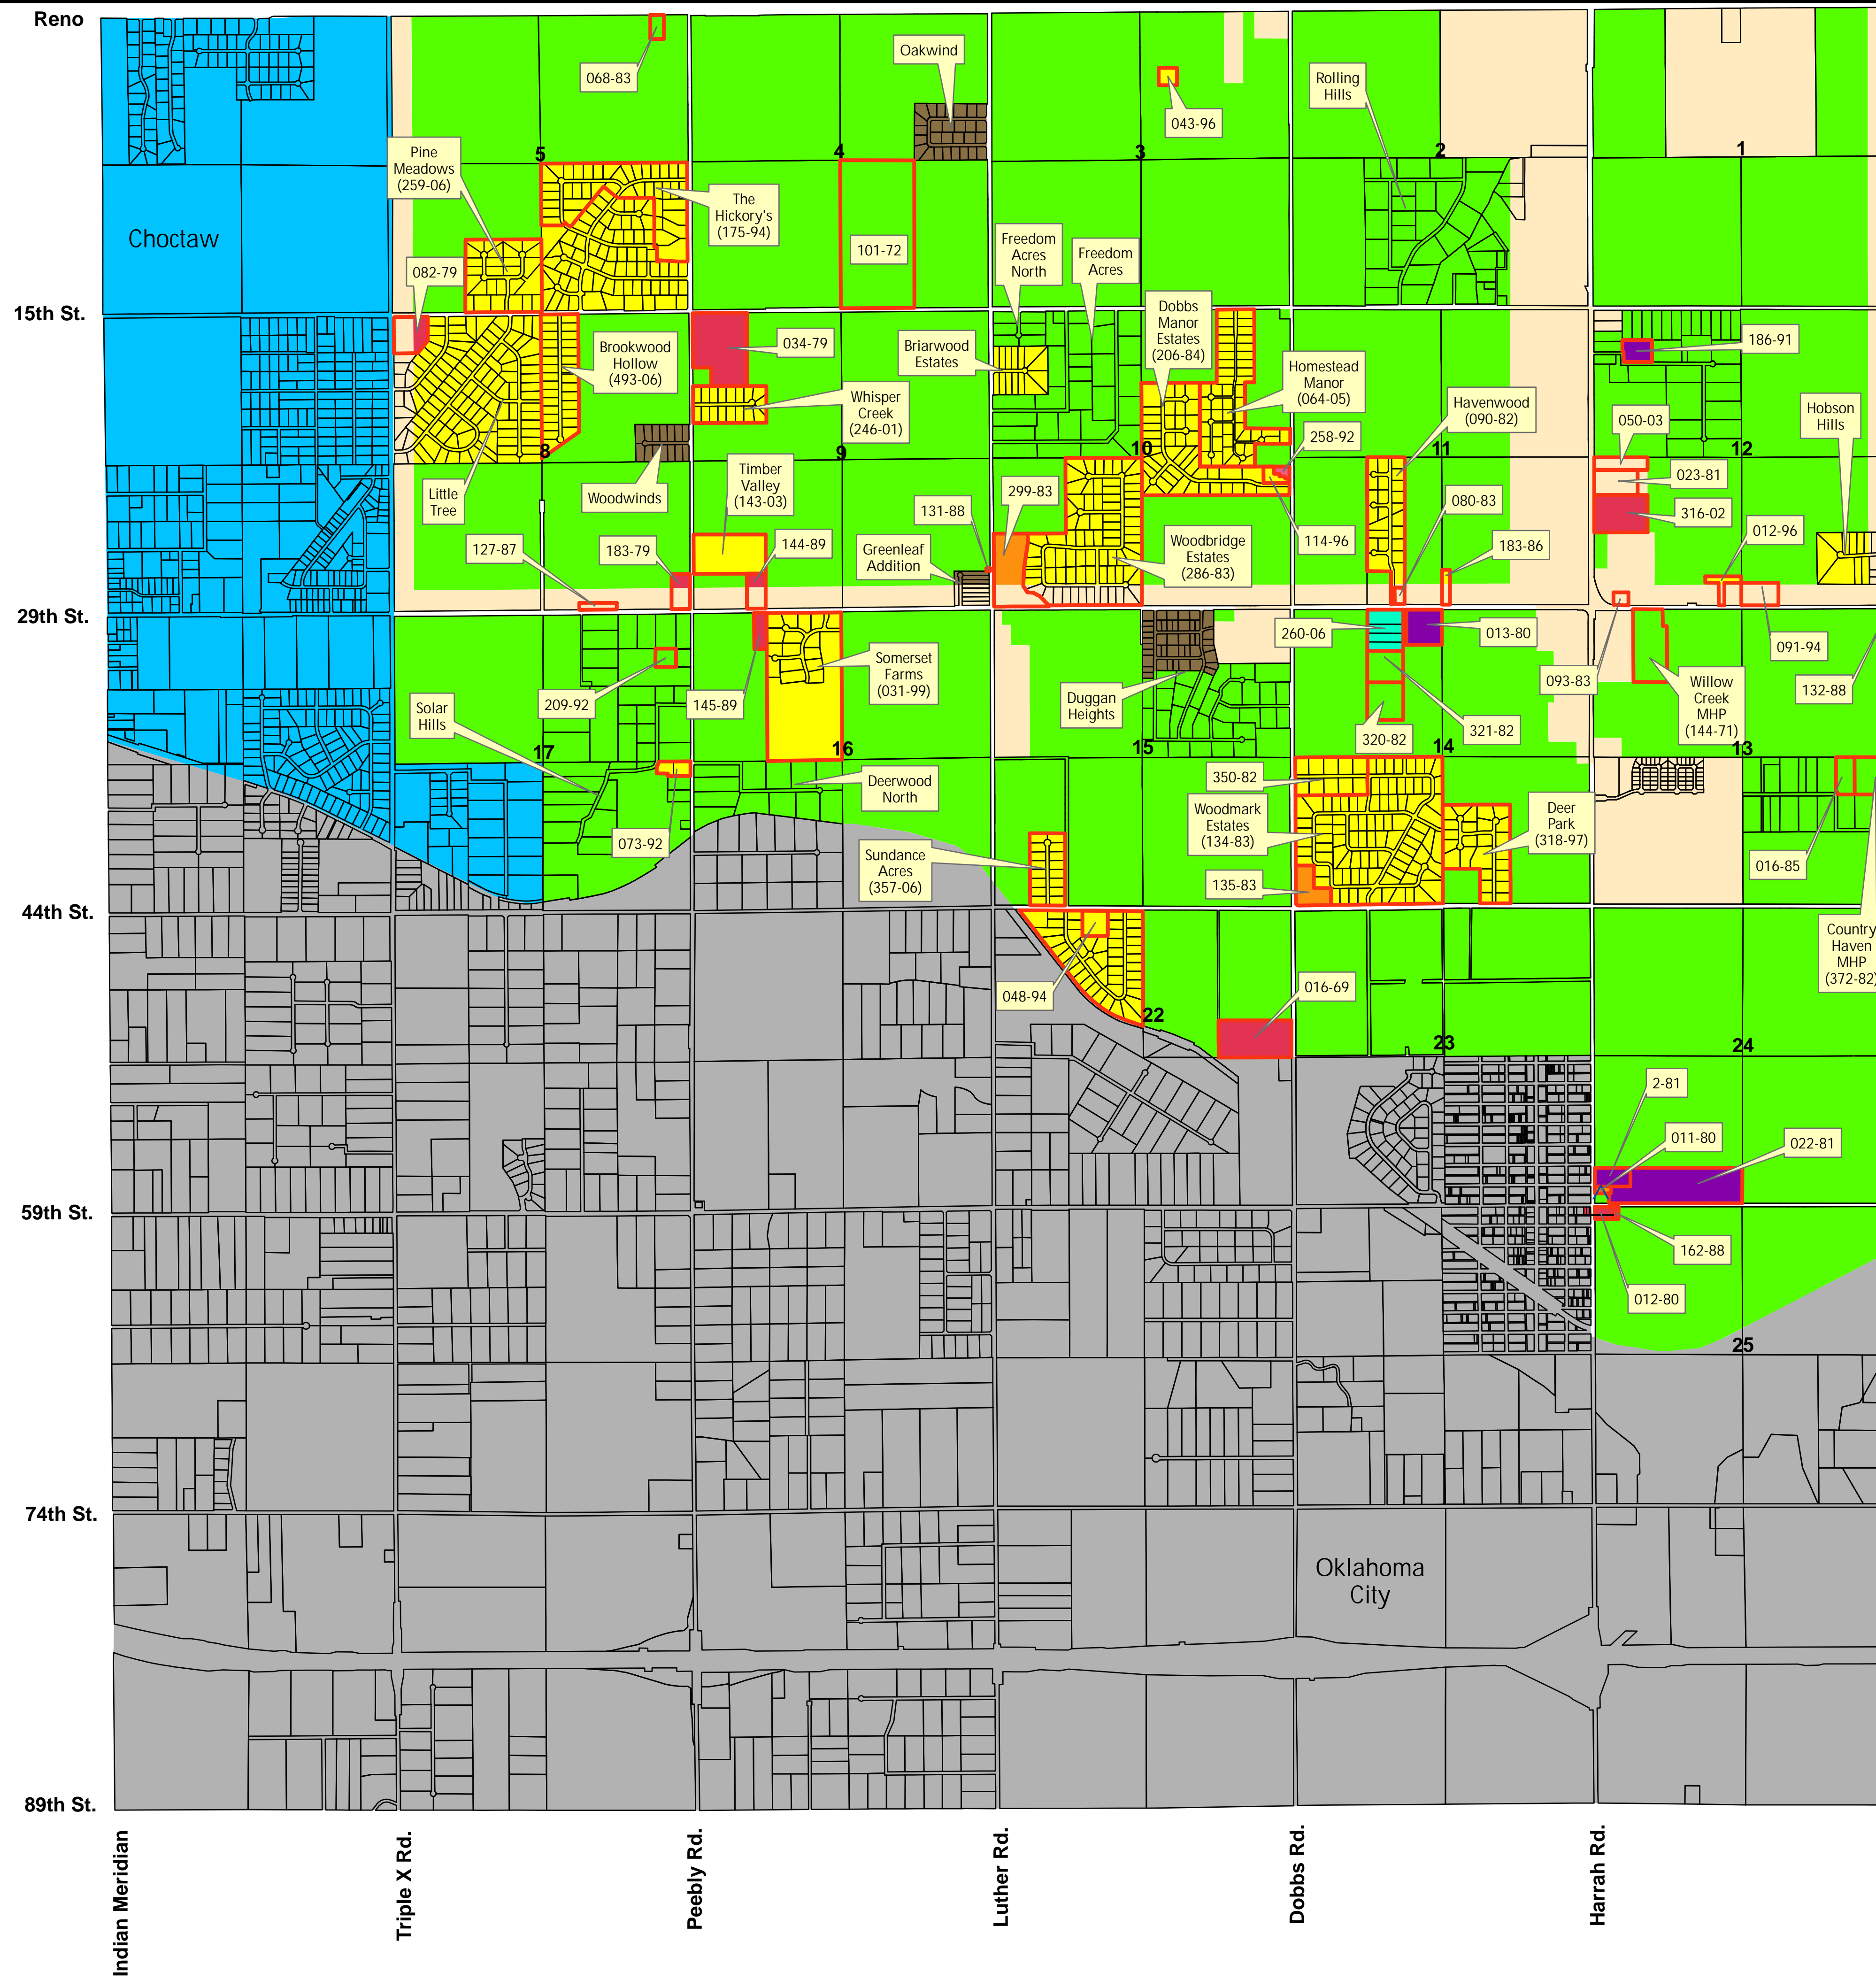 Reno
068-83
Oakwind
043-96
Rolling
Hills
Pine
Meadows
(259-06)
5
4
3
2
1
The
Hickory's
(175-94)
Choctaw
082-79
101-72
Freedom
Acres
North
Freedom
Acres
15th St.
Dobbs
Manor
Estates
(206-84)
Brookwood
Hollow
(493-06)
034-79
Briarwood
Estates
186-91
Homestead
Manor
(064-05)
Whisper
Creek
(246-01)
Havenwood
(090-82)
Hobson
Hills
050-03
258-92
8
9
10
11
12
Little
Tree
Woodwinds
Timber
Valley
(143-03)
299-83
023-81
131-88
080-83
316-02
127-87
183-79
144-89
Greenleaf
Addition
Woodbridge
Estates
(286-83)
114-96
183-86
012-96
29th St.
260-06
013-80
091-94
Somerset
Farms
(031-99)
093-83
132-88
Willow
Creek
MHP
(144-71)
209-92
145-89
Solar
Hills
Duggan
Heights
320-82
321-82
17
16
15
14
13
Deerwood
North
350-82
Woodmark
Estates
(134-83)
Deer
Park
(318-97)
073-92
Sundance
Acres
(357-06)
016-85
135-83
44th St.
Country
Haven
MHP
(372-82)
048-94
016-69
22
23
24
2-81
011-80
022-81
59th St.
162-88
012-80
25
74th St.
Oklahoma
City
89th St.
Indian Meridian
Triple X Rd.
Peebly Rd.
Luther Rd.
Dobbs Rd.
Harrah Rd.